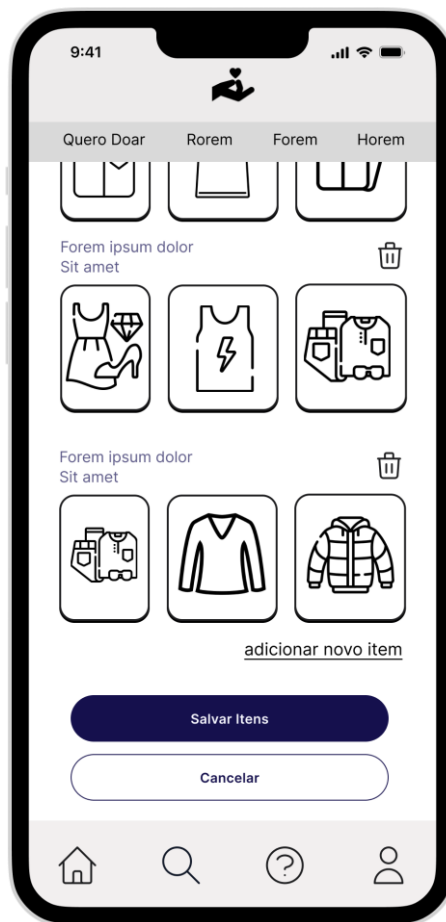 9:41
Quero Doar Rorem Forem Horem
Forem ipsum dolor
Sit amet
Forem ipsum dolor
Sit amet
adicionar novo item
Salvar Itens
Cancelar